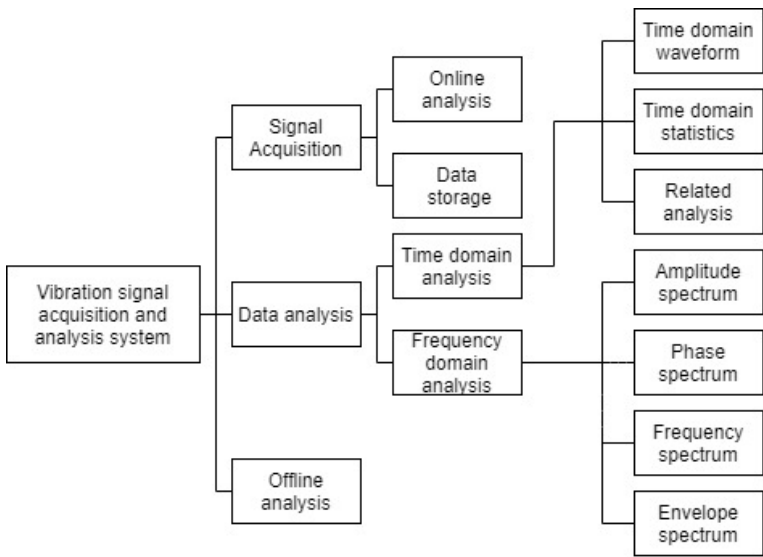 Time domain
waveform
Online
analysis
Time domain
statistics
Signal
Acquisition
Data
storage
Related
analysis
Time domain
analysis
Amplitude
spectrum
Vibration signal
acquisition and
analysis system
Data analysis
Frequency
domain
analysis
Phase
spectrum
Frequency
spectrum
Offline
analysis
Envelope
spectrum